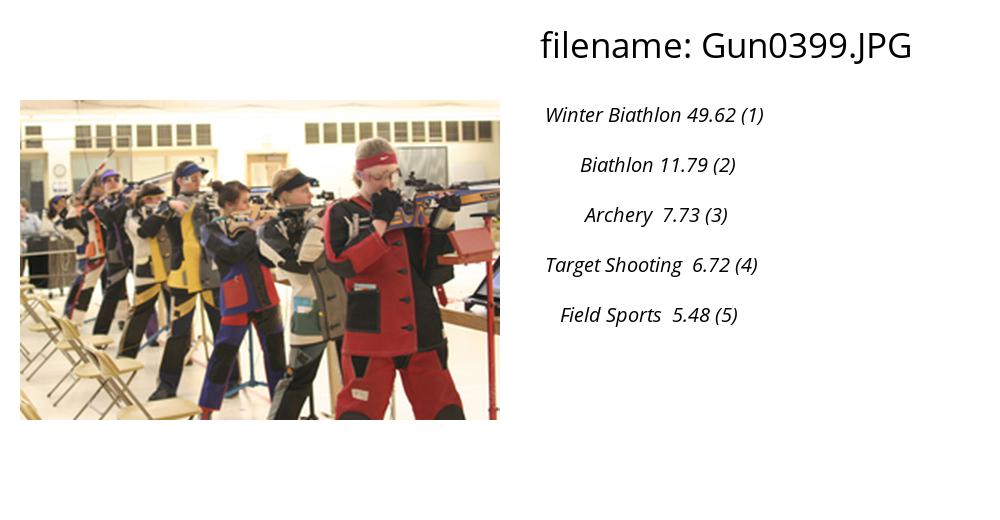 filename: Gun0399.JPG
Winter Biathlon 49.62 (1)
Biathlon 11.79 (2)
Archery 7.73 (3)
Target Shooting 6.72 (4)
Field Sports 5.48 (5)